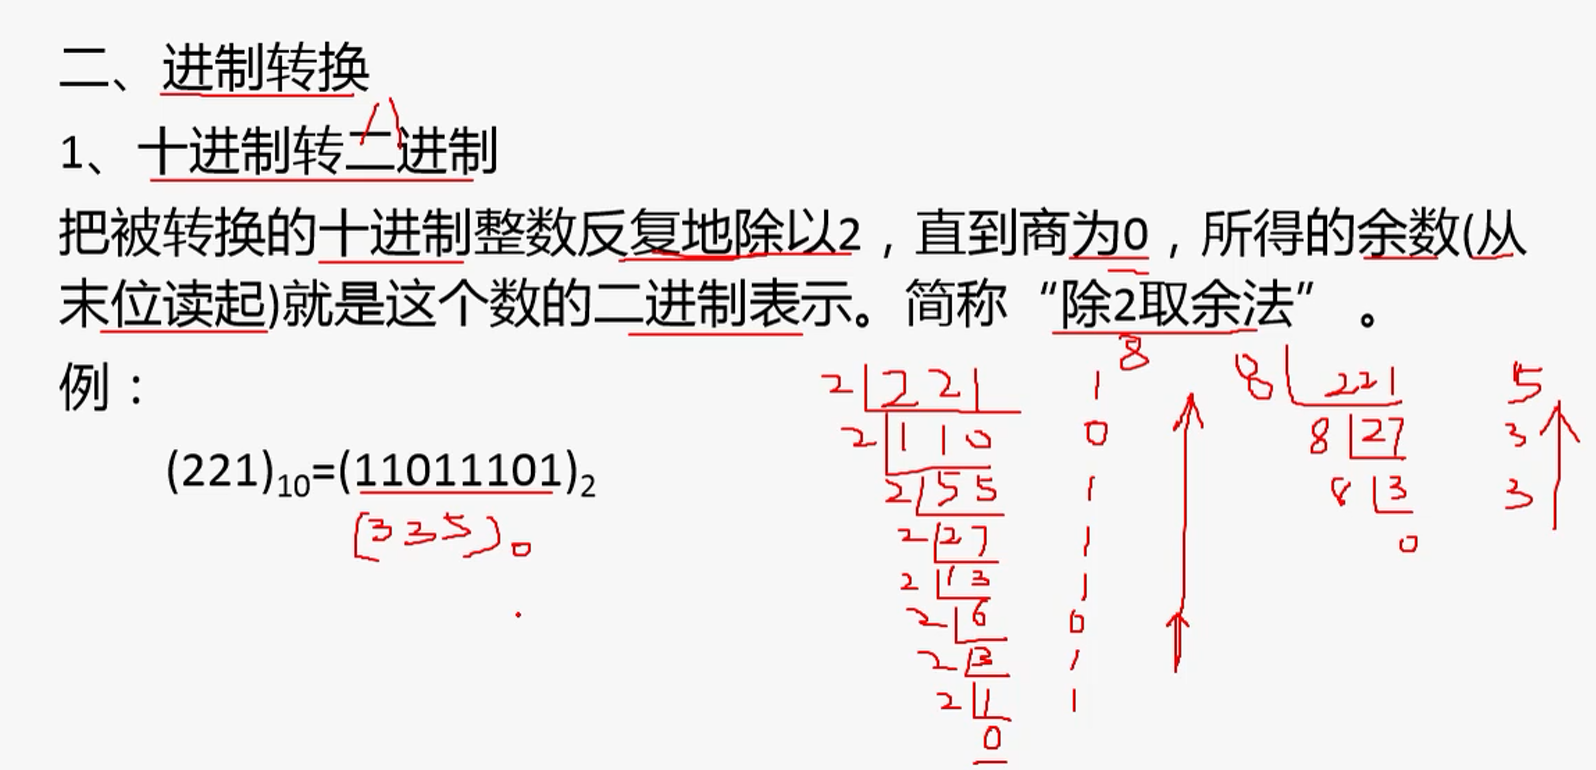 二、进制转换
八
1、十进制转二进制
把被转换的十进制整数反复地除以2，直到商为0，所得的余数(从
末位读起)就是这个数的二进制表示。简称“除2取余法”。
8
例：
(221)10=(11011101)2
(335)0
2 221 1
2 110 0
2 55 1
2 27 1
2 13 1
2 6 0
2 3 1
2 1 1
0
8 221 5
8 27 3
8 3 3
0